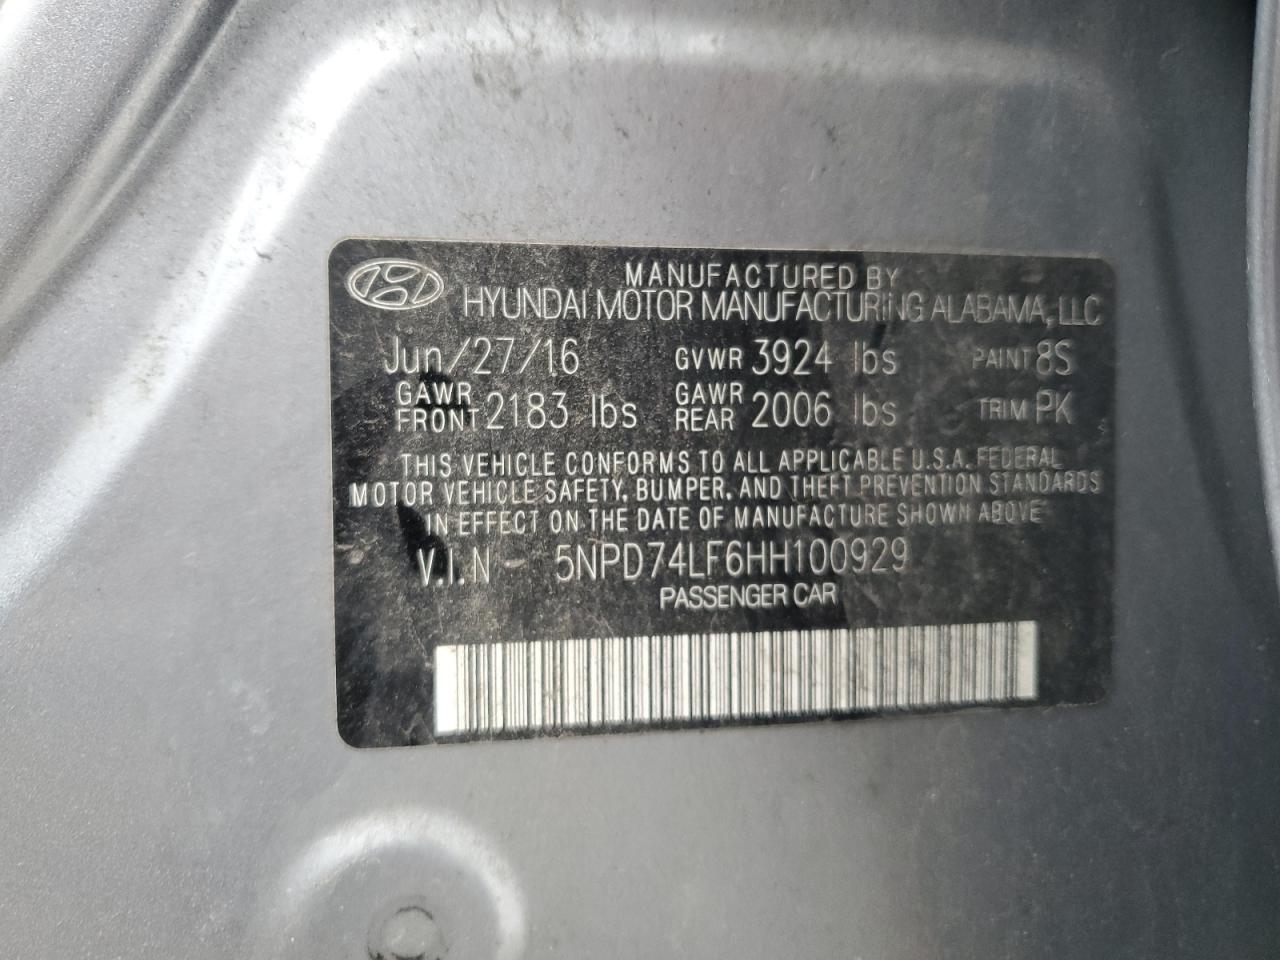 MANUFACTURED BY
HYUNDAI MOTOR MANUFACTURiNG ALABAMA, LLC
Jun/27/16 GVWR 3924 lbs PAINT 8S
GAWR FRONT 2183 lbs GAWR REAR 2006 lbs TRIM PK
THIS VEHICLE CONFORMS TO ALL APPLICABLE U.S.A. FEDERAL
MOTOR VEHICLE SAFETY, BUMPER, AND THEFT PREVENTION STANDARDS
IN EFFECT ON THE DATE OF MANUFACTURE SHOWN ABOVE
V.I.N - 5NPD74LF6HH100929
PASSENGER CAR